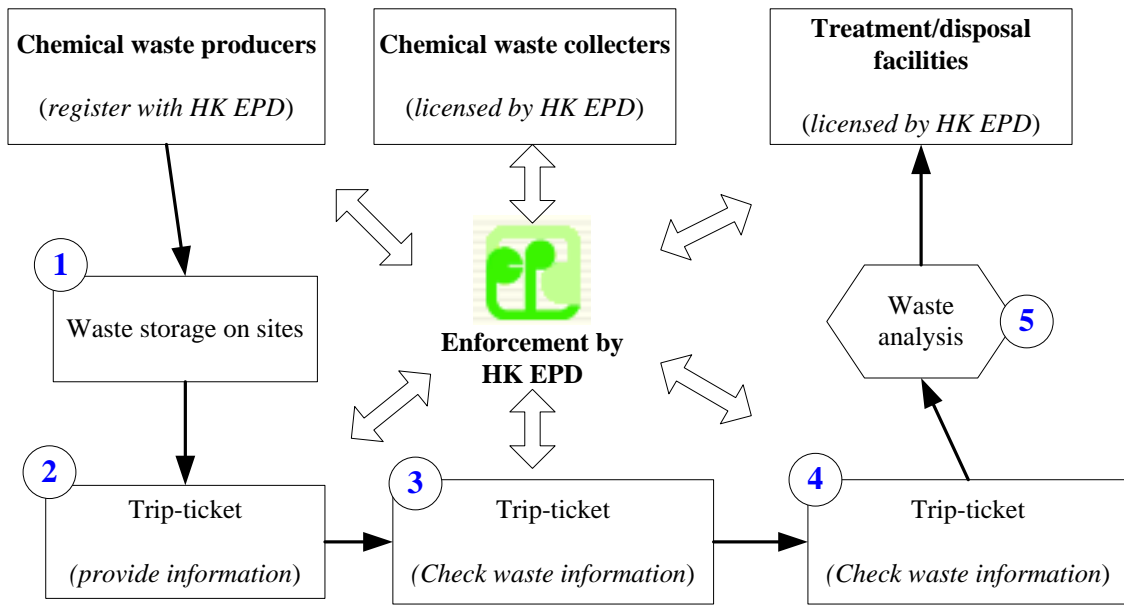 Chemical waste producers
(register with HK EPD)
Chemical waste collecters
(licensed by HK EPD)
Treatment/disposal
facilities
(licensed by HK EPD)
1
Waste storage on sites
Enforcement by
HK EPD
Waste
analysis
5
2
Trip-ticket
(provide information)
3
Trip-ticket
(Check waste information)
4
Trip-ticket
(Check waste information)